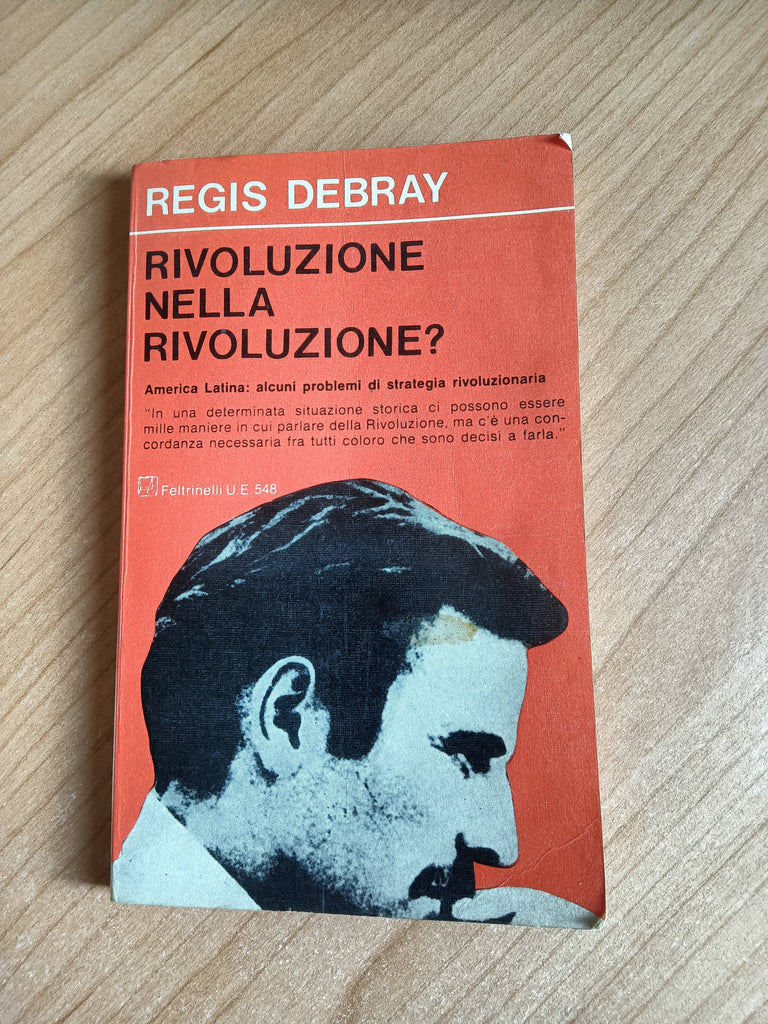 REGIS DEBRAY
RIVOLUZIONE
NELLA
RIVOLUZIONE?
America Latina: alcuni problemi di strategia rivoluzionaria
"In una determinata situazione storica ci possono essere
mille maniere in cui parlare della Rivoluzione, ma c'è una con-
cordanza necessaria fra tutti coloro che sono decisi a farla."
Feltrinelli U.E. 548